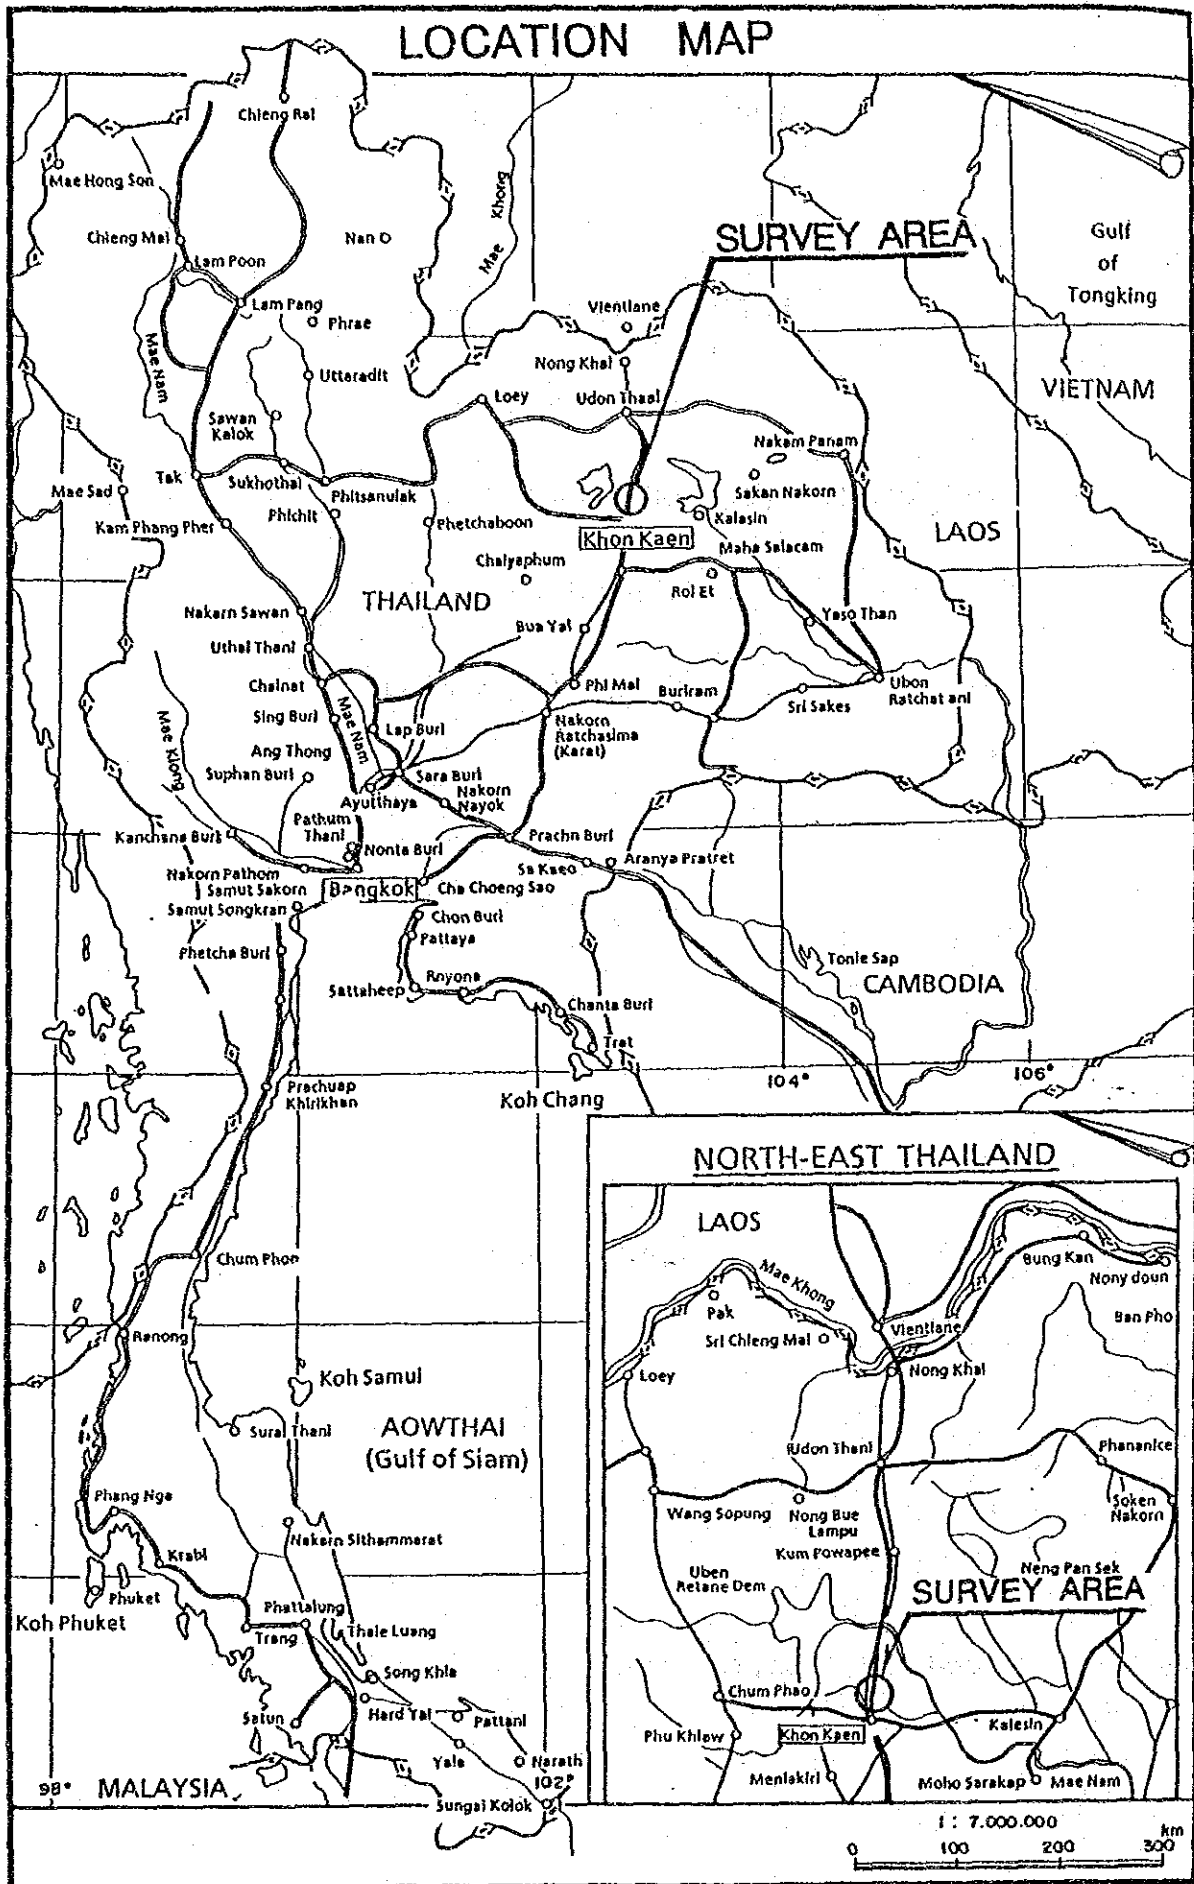 LOCATION MAP
Chieng Rai
Mae Hong Son
Chieng Mai
Lam Poon
Nan
Mae Khong
SURVEY AREA
Gulf
of
Tongking
Lam Pang
Phrae
Vientlane
Mae Nam
Uttaradit
Nong Khai
VIETNAM
Loey
Sawan
Kalok
Nakam Panam
Tak
Sukhothai
Phitsanulak
Mae Sad
Sakan Nakorn
Kam Phang Pher
Phichit
Phetchaboon
Kalasin
Khon Kaen
LAOS
Maha Salacam
Chaiyaphum
Roi Et
THAILAND
Nakarn Sawan
Yaso Than
Bua Yai
Uthai Thani
Chainat
Phi Mai
Buriram
Sri Sakes
Ubon
Ratchat ani
Mae Klong
Sing Buri
Mae Nam
Lap Buri
Nakorn
Ratchasima
(Karat)
Ang Thong
Suphan Buri
Sara Buri
Nakorn
Nayok
Ayutthaya
Pathum
Thani
Kanchana Buri
Nonta Buri
Prachn Buri
Aranya Pratret
Sa Kaeo
Nakorn Pathom
Samut Sakorn
Samut Songkran
Bangkok
Cha Choeng Sao
Chon Buri
Pattaya
Phetcha Buri
Tonle Sap
CAMBODIA
Sattaheep
Rnyona
Chanta Buri
Trat
Prachuap
Khirikhan
Koh Chang
104°
106°
NORTH-EAST THAILAND
LAOS
Mae Khong
Bung Kan
Nony doun
Pak
Ban Pho
Sri Chieng Mai
Vientlane
Nong Khai
Loey
Chum Phon
Ranong
Koh Samui
AOWTHAI
(Gulf of Siam)
Surat Thani
Udon Thani
Phananice
Wang Sopung
Nong Bue
Lampu
Soken
Nakorn
Phang Nga
Nakarn Sithammarat
Kum Powapee
Krabi
Uben
Retane Dem
Neng Pan Sek
SURVEY AREA
Phuket
Koh Phuket
Phattalung
Trang
Thale Luang
Song Khla
Chum Phao
Satun
Hard Yai
Pattani
Phu Khlaw
Khon Kaen
Kalesin
Yale
Narath
Menlakiri
Moho Sarakap
Mae Nam
98°
MALAYSIA
102°
Sungai Kolok
1 : 7.000.000
km
0 100 200 300